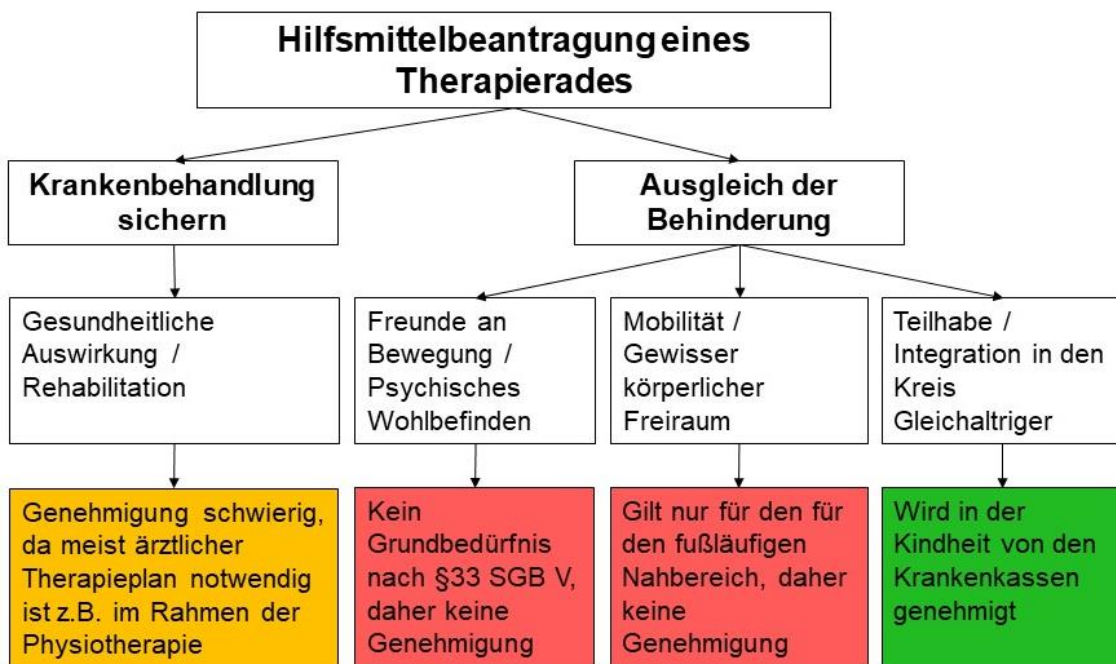 Hilfsmittelbeantragung eines
Therapierades
Krankenbehandlung
sichern
Ausgleich der
Behinderung
Gesundheitliche
Auswirkung /
Rehabilitation
Freunde an
Bewegung /
Psychisches
Wohlbefinden
Mobilität /
Gewisser
körperlicher
Freiraum
Teilhabe /
Integration in den
Kreis
Gleichaltriger
Genehmigung schwierig,
da meist ärztlicher
Therapieplan notwendig
ist z.B. im Rahmen der
Physiotherapie
Kein
Grundbedürfnis
nach §33 SGB V,
daher keine
Genehmigung
Gilt nur für den für
den fußläufigen
Nahbereich, daher
keine
Genehmigung
Wird in der
Kindheit von den
Krankenkassen
genehmigt